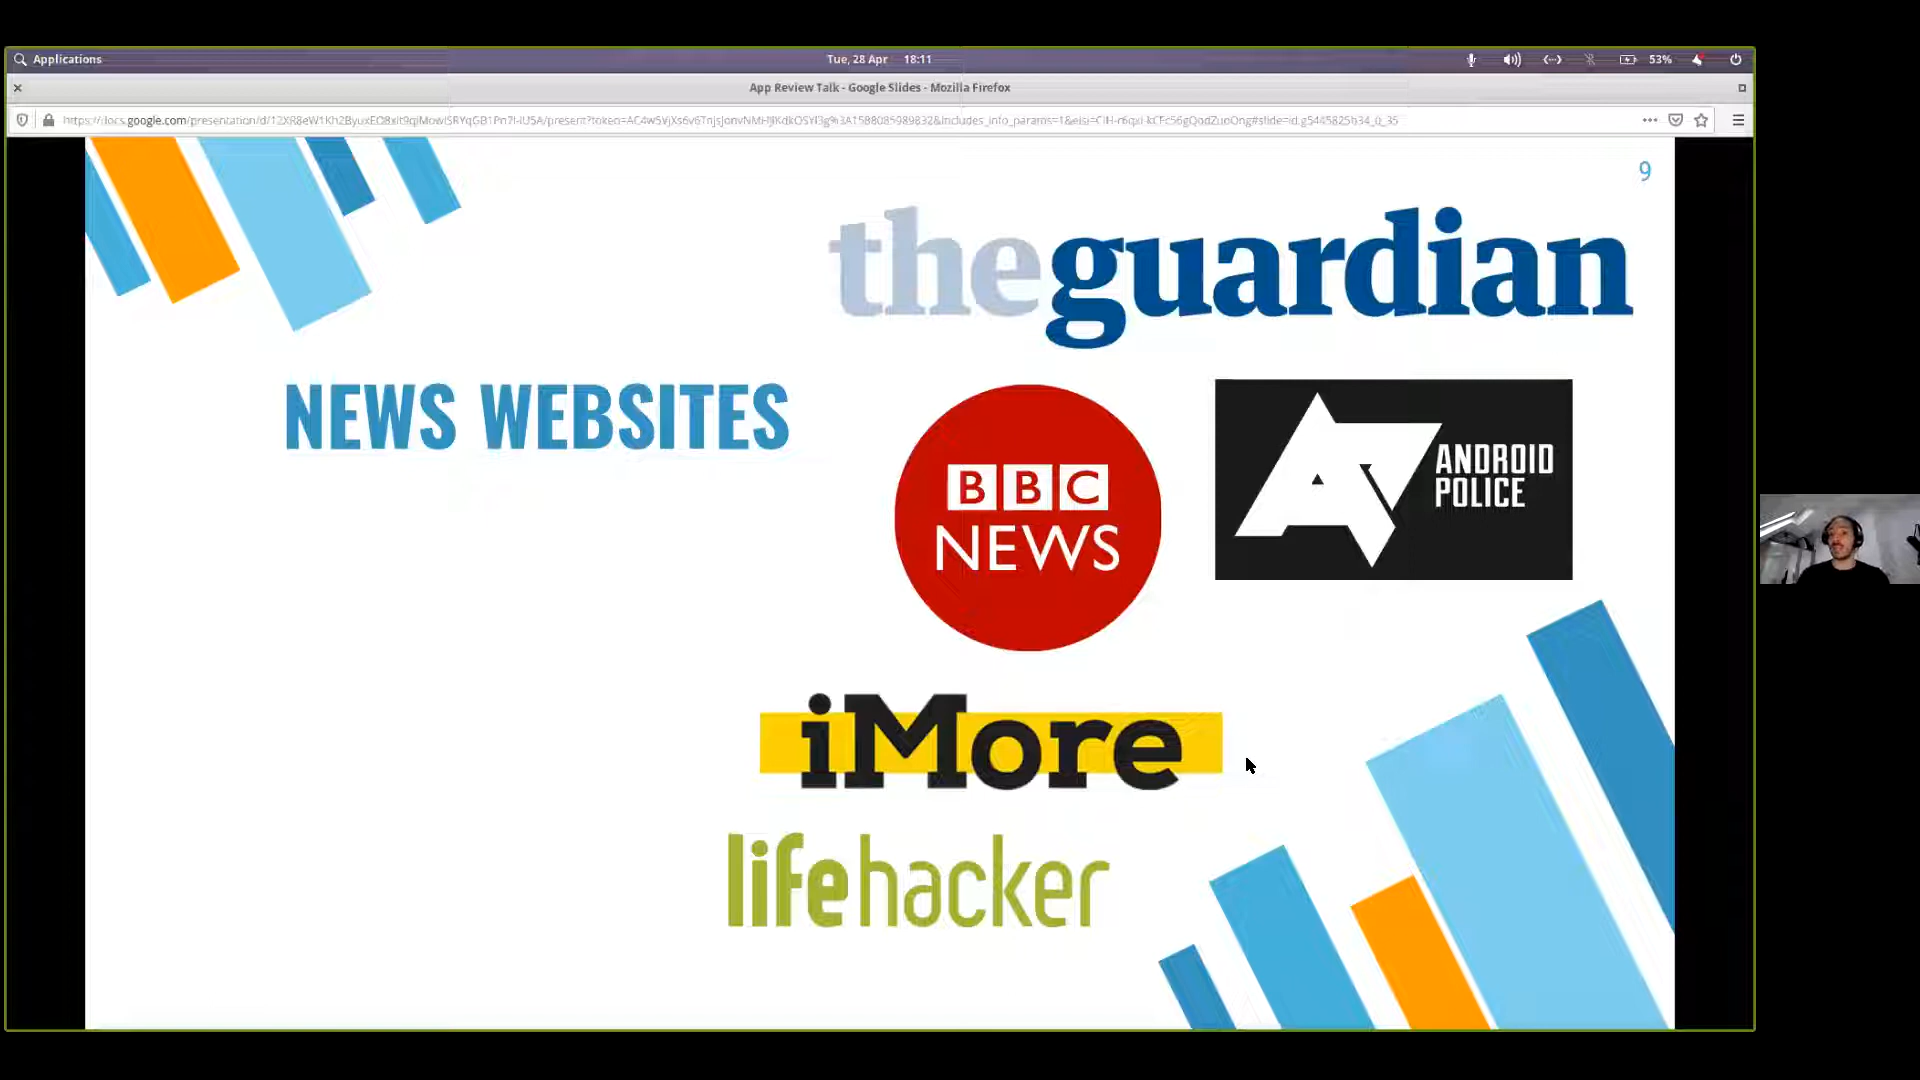 Applications
Tue, 28 Apr 18:11
53%
App Review Talk - Google Slides - Mozilla Firefox
9
theguardian
NEWS WEBSITES
BBC
NEWS
ANDROID
POLICE
iMore
lifehacker